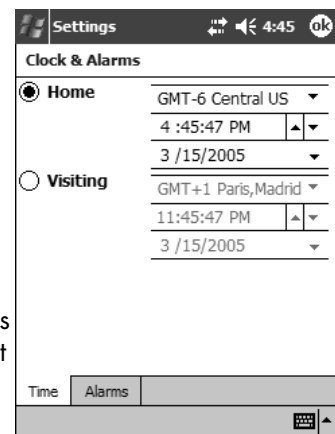 Settings 4:45 ok
Clock & Alarms
Home
GMT-6 Central US
4 :45:47 PM
3 /15/2005
Visiting
GMT+1 Paris,Madrid
11:45:47 PM
3 /15/2005
s
t
Time Alarms